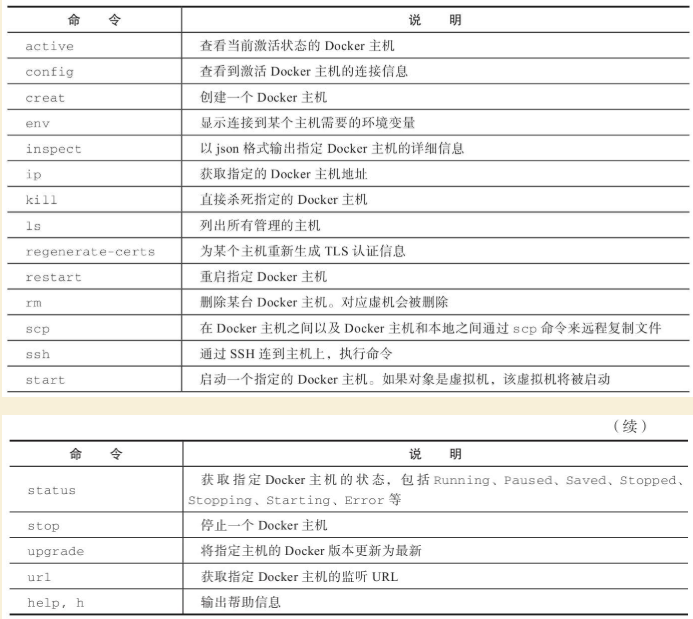 命 令 说 明
active 查看当前激活状态的 Docker 主机
config 查看到激活 Docker 主机的连接信息
creat 创建一个 Docker 主机
env 显示连接到某个主机需要的环境变量
inspect 以 json 格式输出指定 Docker 主机的详细信息
ip 获取指定的 Docker 主机地址
kill 直接杀死指定的 Docker 主机
ls 列出所有管理的主机
regenerate-certs 为某个主机重新生成 TLS 认证信息
restart 重启指定 Docker 主机
rm 删除某台 Docker 主机。对应虚机会被删除
scp 在 Docker 主机之间以及 Docker 主机和本地之间通过 scp 命令来远程复制文件
ssh 通过 SSH 连到主机上，执行命令
start 启动一个指定的 Docker 主机。如果对象是虚拟机，该虚拟机将被启动
（续）
命 令 说 明
status 获取指定 Docker 主机的状态，包括 Running、Paused、Saved、Stopped、
Stopping、Starting、Error 等
stop 停止一个 Docker 主机
upgrade 将指定主机的 Docker 版本更新为最新
url 获取指定 Docker 主机的监听 URL
help, h 输出帮助信息